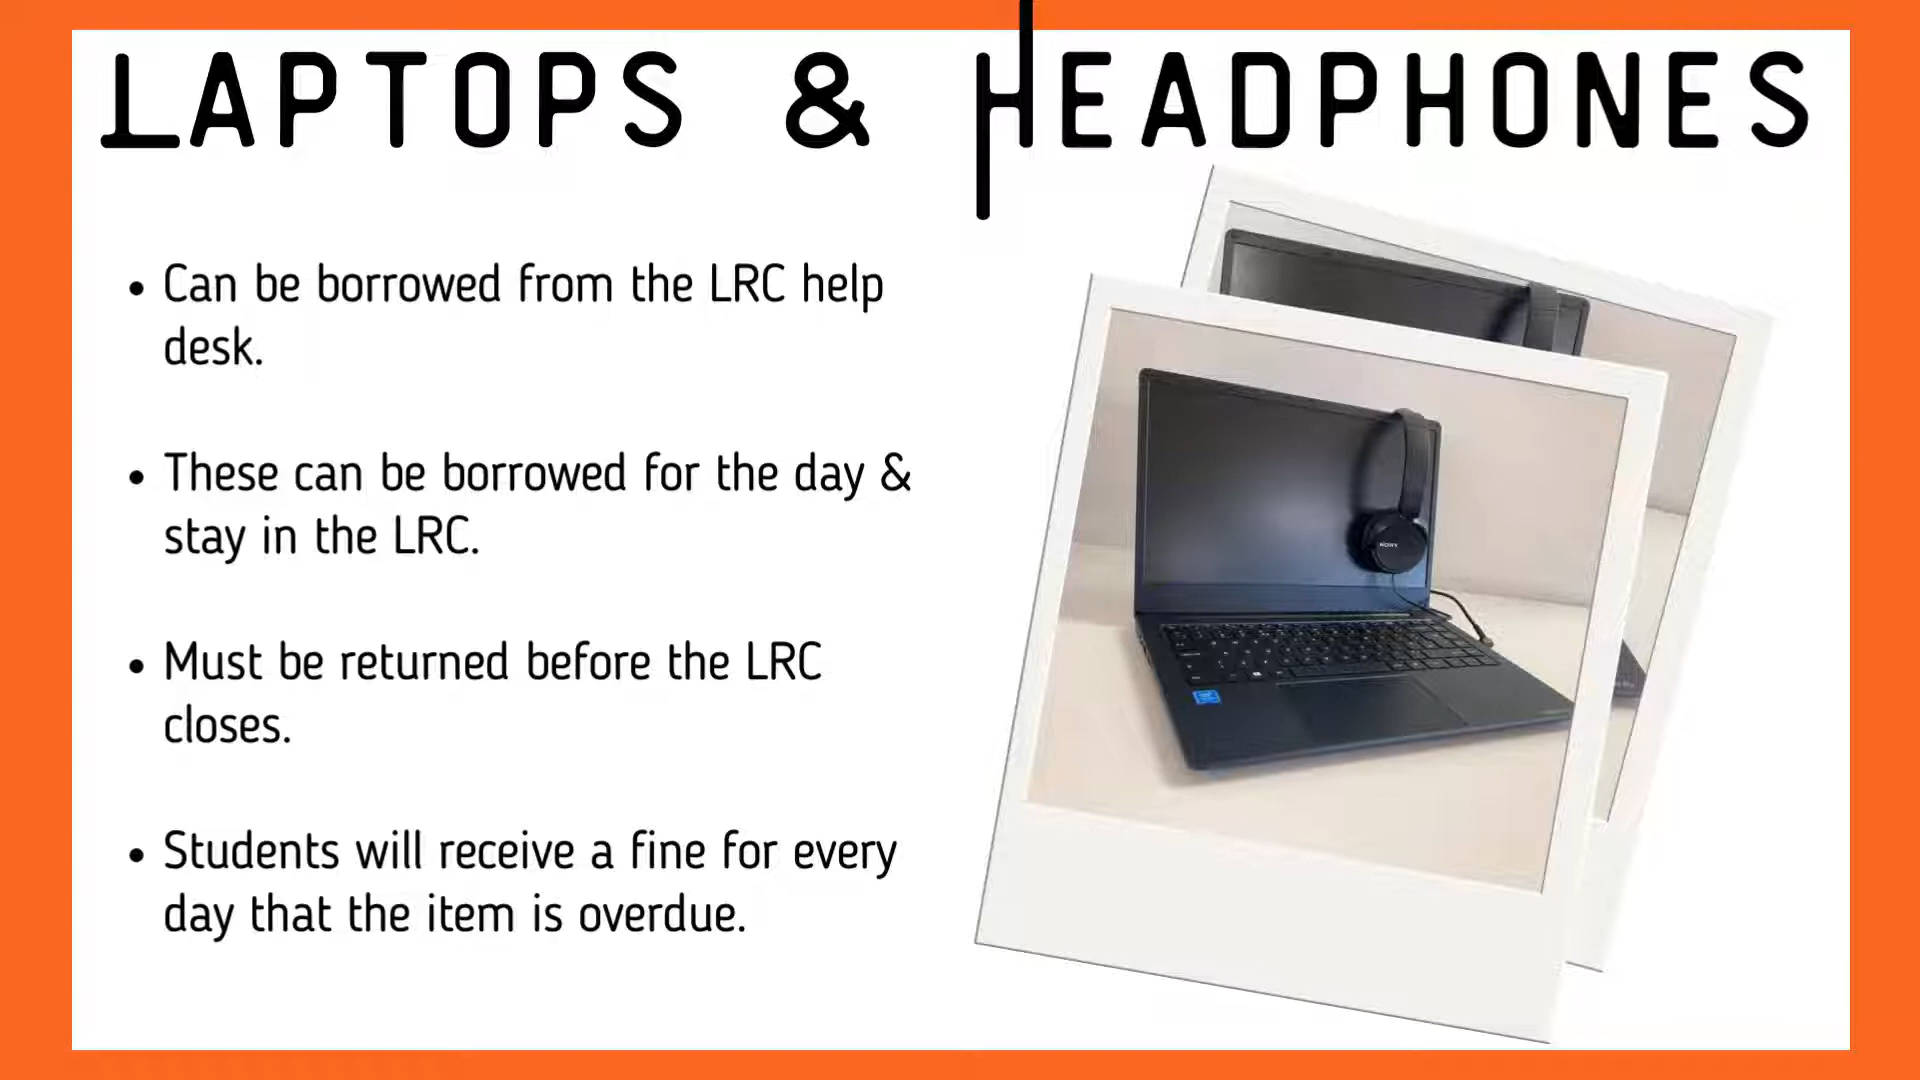 LAPTOPS & HEADPHONES
• Can be borrowed from the LRC help
desk.
• These can be borrowed for the day &
stay in the LRC.
• Must be returned before the LRC
closes.
• Students will receive a fine for every
day that the item is overdue.
SONY